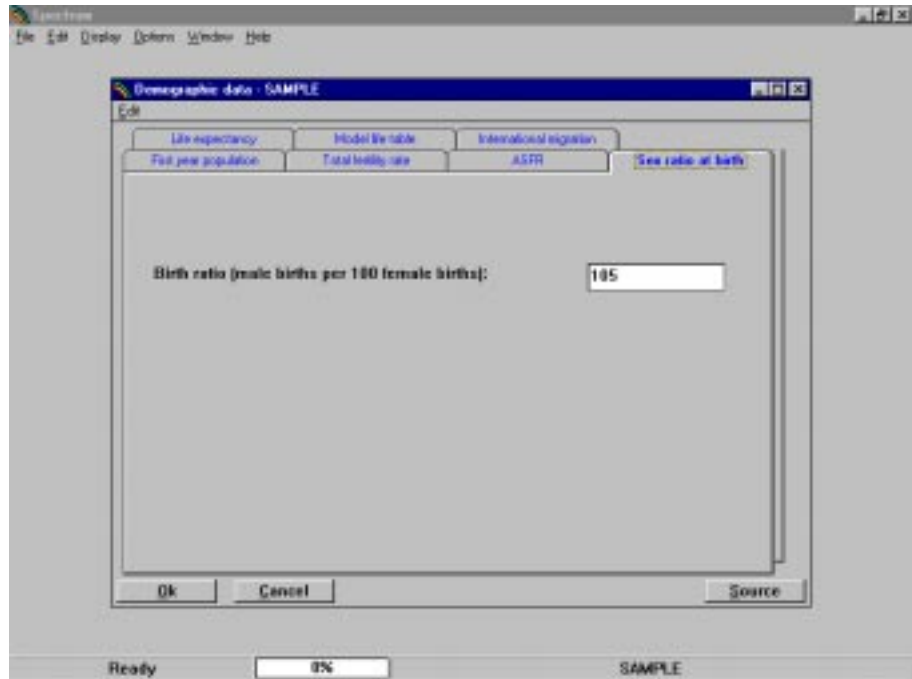 Spectrum
File Edit Display Options Window Help
Demographic data - SAMPLE
Edit
Life expectancy Model life table International migration
First year population Total fertility rate ASFR Sex ratio at birth
Birth ratio (male births per 100 female births): 105
Ok Cancel Source
Ready 0% SAMPLE